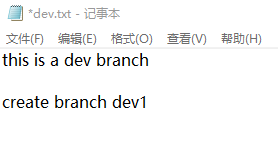 *dev.txt - 记事本
文件(F) 编辑(E) 格式(O) 查看(V) 帮助(H)
this is a dev branch
create branch dev1